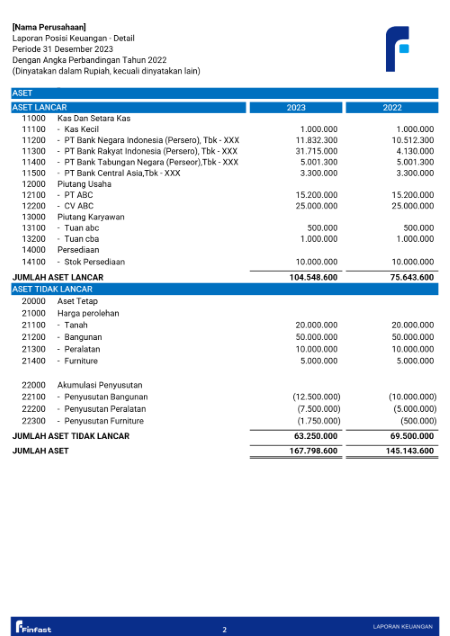 [Nama Perusahaan]
Laporan Posisi Keuangan - Detail
Periode 31 Desember 2023
Dengan Angka Perbandingan Tahun 2022
(Dinyatakan dalam Rupiah, kecuali dinyatakan lain)
ASET
ASET LANCAR 2023 2022
11000 Kas Dan Setara Kas
11100 - Kas Kecil 1.000.000 1.000.000
11200 - PT Bank Negara Indonesia (Persero), Tbk - XXX 11.832.300 10.512.300
11300 - PT Bank Rakyat Indonesia (Persero), Tbk - XXX 31.715.000 4.130.000
11400 - PT Bank Tabungan Negara (Perseor),Tbk - XXX 5.001.300 5.001.300
11500 - PT Bank Central Asia,Tbk - XXX 3.300.000 3.300.000
12000 Piutang Usaha
12100 - PT ABC 15.200.000 15.200.000
12200 - CV ABC 25.000.000 25.000.000
13000 Piutang Karyawan
13100 - Tuan abc 500.000 500.000
13200 - Tuan cba 1.000.000 1.000.000
14000 Persediaan
14100 - Stok Persediaan 10.000.000 10.000.000
JUMLAH ASET LANCAR 104.548.600 75.643.600
ASET TIDAK LANCAR
20000 Aset Tetap
21000 Harga perolehan
21100 - Tanah 20.000.000 20.000.000
21200 - Bangunan 50.000.000 50.000.000
21300 - Peralatan 10.000.000 10.000.000
21400 - Furniture 5.000.000 5.000.000
22000 Akumulasi Penyusutan
22100 - Penyusutan Bangunan (12.500.000) (10.000.000)
22200 - Penyusutan Peralatan (7.500.000) (5.000.000)
22300 - Penyusutan Furniture (1.750.000) (500.000)
JUMLAH ASET TIDAK LANCAR 63.250.000 69.500.000
JUMLAH ASET 167.798.600 145.143.600
Finfast 2 LAPORAN KEUANGAN